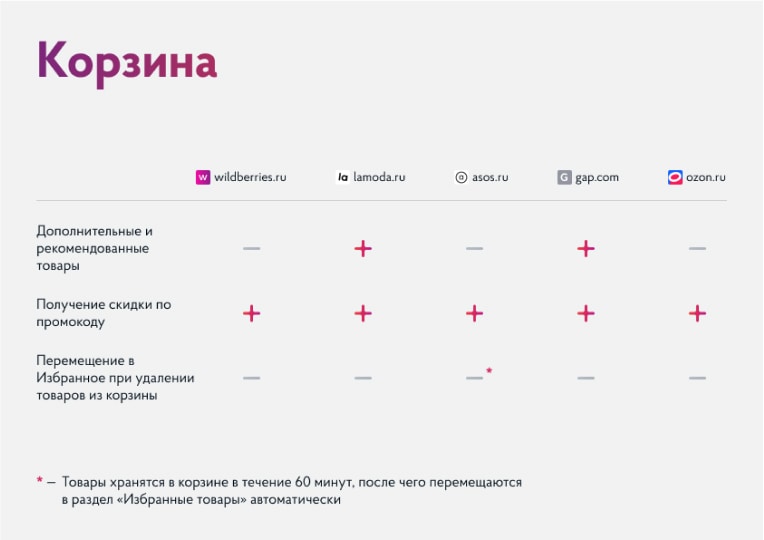 Корзина
W wildberries.ru la lamoda.ru a asos.ru G gap.com ozon.ru
Дополнительные и
рекомендованные
товары
— + — + —
Получение скидки по
промокоду
+ + + + +
Перемещение в
Избранное при удалении
товаров из корзины
— — —* — —
* — Товары хранятся в корзине в течение 60 минут, после чего перемещаются
в раздел «Избранные товары» автоматически